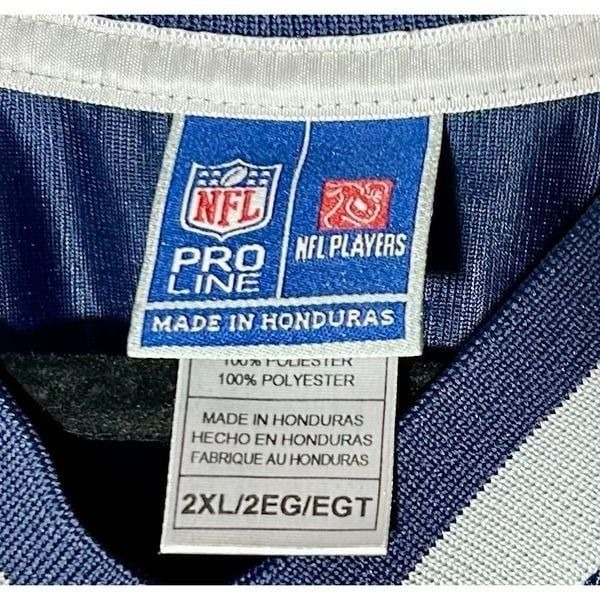 NFL
PRO
LINE
NFL PLAYERS
MADE IN HONDURAS
100% POLIESTER
100% POLYESTER
MADE IN HONDURAS
HECHO EN HONDURAS
FABRIQUE AU HONDURAS
2XL/2EG/EGT